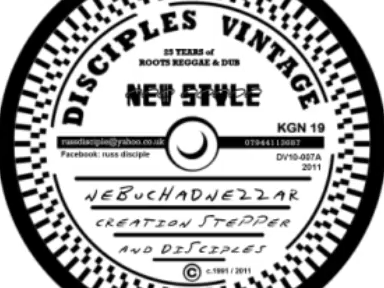 DISCIPLES VINTAGE
25 YEARS of
ROOTS REGGAE & DUB
NEW STYLE
KGN 19
russdisciple@yahoo.co.uk 07944113687
Facebook: russ disciple
DV10-007A
2011
NEBUCHADNEZZAR
CREATION STEPPER
AND DISCIPLES
© c.1991 / 2011